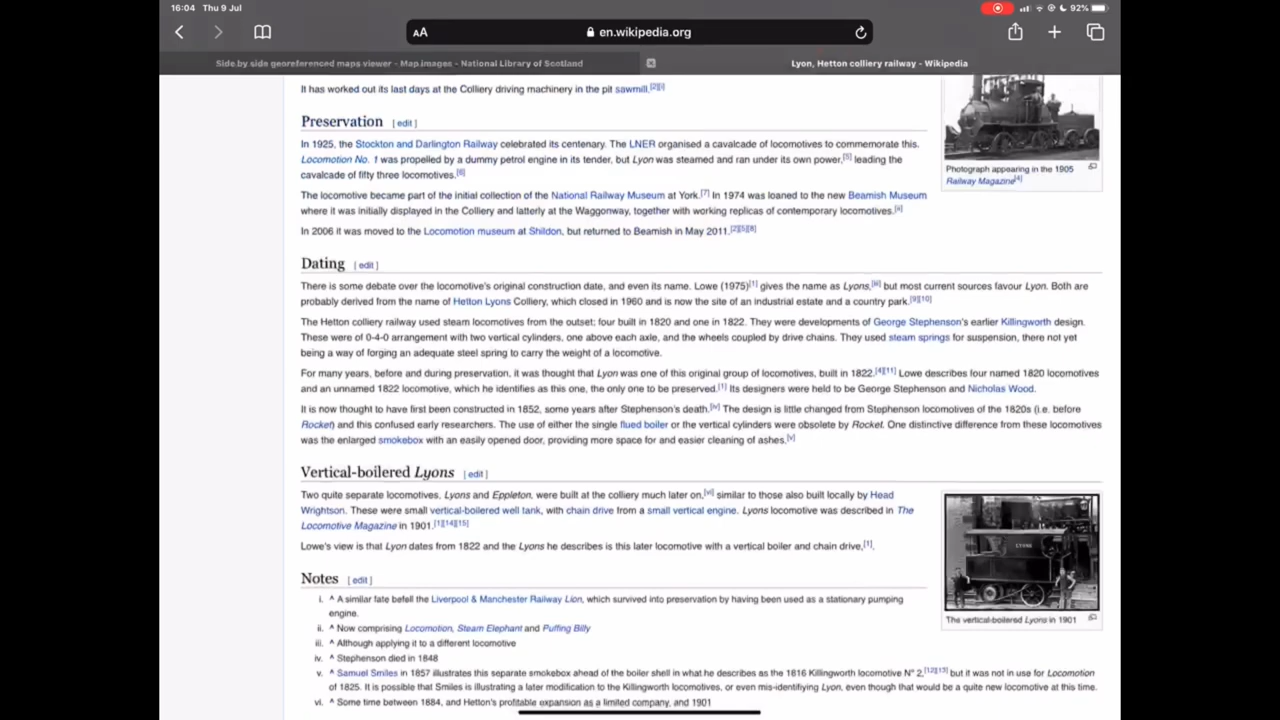 16:04 Thu 9 Jul
92%
AA
en.wikipedia.org
Side by side georeferenced maps viewer - Map images - National Library of Scotland
Lyon, Hetton colliery railway - Wikipedia
It has worked out its last days at the Colliery driving machinery in the pit sawmill.[2][i]
Preservation [ edit ]
In 1925, the Stockton and Darlington Railway celebrated its centenary. The LNER organised a cavalcade of locomotives to commemorate this.
Locomotion No. 1 was propelled by a dummy petrol engine in its tender, but Lyon was steamed and ran under its own power,[5] leading the
cavalcade of fifty three locomotives.[6]
The locomotive became part of the initial collection of the National Railway Museum at York.[7] In 1974 was loaned to the new Beamish Museum
where it was initially displayed in the Colliery and latterly at the Waggonway, together with working replicas of contemporary locomotives.[ii]
In 2006 it was moved to the Locomotion museum at Shildon, but returned to Beamish in May 2011.[2][5][8]
Photograph appearing in the 1905
Railway Magazine[4]
Dating [ edit ]
There is some debate over the locomotive's original construction date, and even its name. Lowe (1975)[1] gives the name as Lyons,[iii] but most current sources favour Lyon. Both are
probably derived from the name of Hetton Lyons Colliery, which closed in 1960 and is now the site of an industrial estate and a country park.[9][10]
The Hetton colliery railway used steam locomotives from the outset; four built in 1820 and one in 1822. They were developments of George Stephenson's earlier Killingworth design.
These were of 0-4-0 arrangement with two vertical cylinders, one above each axle, and the wheels coupled by drive chains. They used steam springs for suspension, there not yet
being a way of forging an adequate steel spring to carry the weight of a locomotive.
For many years, before and during preservation, it was thought that Lyon was one of this original group of locomotives, built in 1822.[4][11] Lowe describes four named 1820 locomotives
and an unnamed 1822 locomotive, which he identifies as this one, the only one to be preserved.[1] Its designers were held to be George Stephenson and Nicholas Wood.
It is now thought to have first been constructed in 1852, some years after Stephenson's death.[iv] The design is little changed from Stephenson locomotives of the 1820s (i.e. before
Rocket) and this confused early researchers. The use of either the single flued boiler or the vertical cylinders were obsolete by Rocket. One distinctive difference from these locomotives
was the enlarged smokebox with an easily opened door, providing more space for and easier cleaning of ashes.[v]
Vertical-boilered Lyons [ edit ]
Two quite separate locomotives, Lyons and Eppleton, were built at the colliery much later on,[vi] similar to those also built locally by Head
Wrightson. These were small vertical-boilered well tank, with chain drive from a small vertical engine. Lyons locomotive was described in The
Locomotive Magazine in 1901.[1][14][15]
Lowe's view is that Lyon dates from 1822 and the Lyons he describes is this later locomotive with a vertical boiler and chain drive,[1].
LYONS
The vertical-boilered Lyons in 1901
Notes [ edit ]
i. ^ A similar fate befell the Liverpool & Manchester Railway Lion, which survived into preservation by having been used as a stationary pumping
engine.
ii. ^ Now comprising Locomotion, Steam Elephant and Puffing Billy
iii. ^ Although applying it to a different locomotive
iv. ^ Stephenson died in 1848
v. ^ Samuel Smiles in 1857 illustrates this separate smokebox ahead of the boiler shell in what he describes as the 1816 Killingworth locomotive Nº 2,[12][13] but it was not in use for Locomotion
of 1825. It is possible that Smiles is illustrating a later modification to the Killingworth locomotives, or even mis-identifying Lyon, even though that would be a quite new locomotive at this time.
vi. ^ Some time between 1884, and Hetton's profitable expansion as a limited company, and 1901